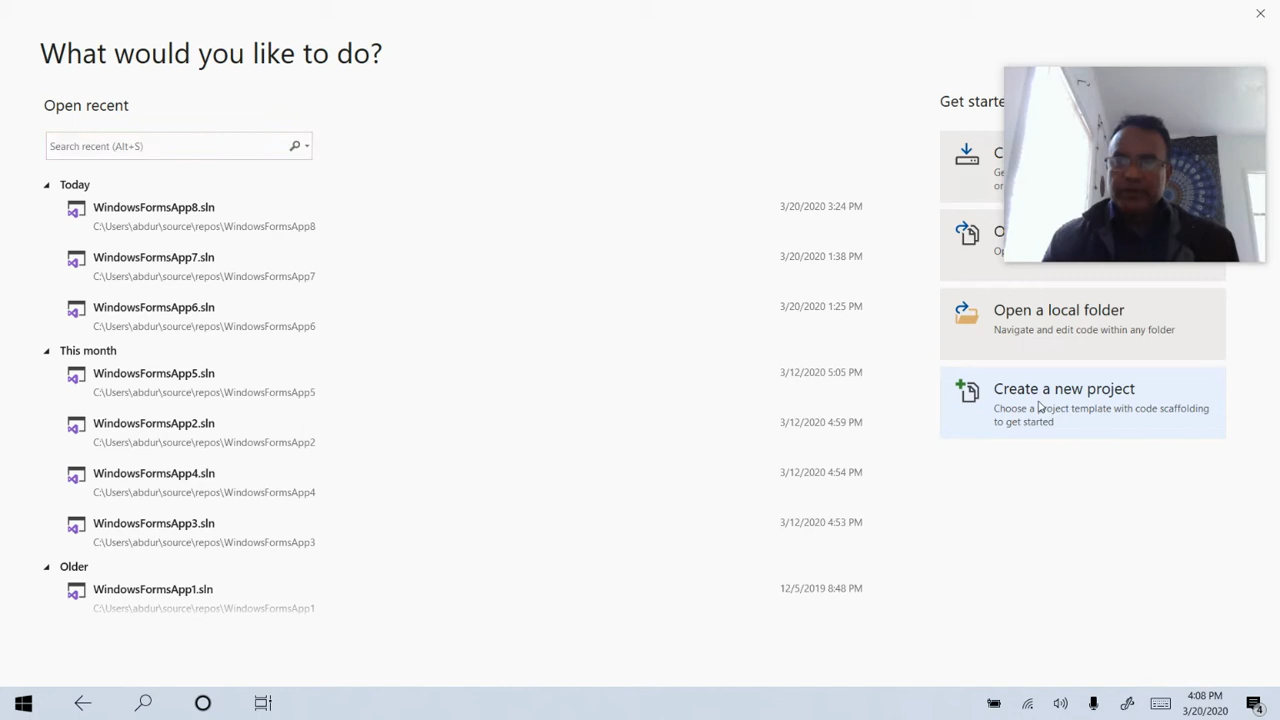 What would you like to do?
Open recent
Search recent (Alt+S)
Today
WindowsFormsApp8.sln
3/20/2020 3:24 PM
C:\Users\abdur\source\repos\WindowsFormsApp8
WindowsFormsApp7.sln
3/20/2020 1:38 PM
C:\Users\abdur\source\repos\WindowsFormsApp7
WindowsFormsApp6.sln
3/20/2020 1:25 PM
C:\Users\abdur\source\repos\WindowsFormsApp6
This month
WindowsFormsApp5.sln
3/12/2020 5:05 PM
C:\Users\abdur\source\repos\WindowsFormsApp5
WindowsFormsApp2.sln
3/12/2020 4:59 PM
C:\Users\abdur\source\repos\WindowsFormsApp2
WindowsFormsApp4.sln
3/12/2020 4:54 PM
C:\Users\abdur\source\repos\WindowsFormsApp4
WindowsFormsApp3.sln
3/12/2020 4:53 PM
C:\Users\abdur\source\repos\WindowsFormsApp3
Older
WindowsFormsApp1.sln
12/5/2019 8:48 PM
C:\Users\abdur\source\repos\WindowsFormsApp1
Get
or
Open a local folder
Navigate and edit code within any folder
Create a new project
Choose a project template with code scaffolding
to get started
4:08 PM
3/20/2020
4